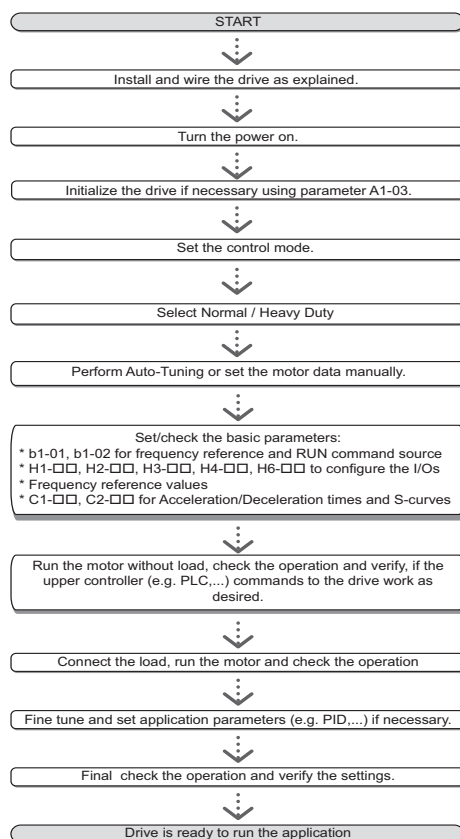 START
Install and wire the drive as explained.
Turn the power on.
Initialize the drive if necessary using parameter A1-03.
Set the control mode.
Select Normal / Heavy Duty
Perform Auto-Tuning or set the motor data manually.
Set/check the basic parameters:
* b1-01, b1-02 for frequency reference and RUN command source
* H1-□□, H2-□□, H3-□□, H4-□□, H6-□□ to configure the I/Os
* Frequency reference values
* C1-□□, C2-□□ for Acceleration/Deceleration times and S-curves
Run the motor without load, check the operation and verify, if the
upper controller (e.g. PLC,...) commands to the drive work as
desired.
Connect the load, run the motor and check the operation
Fine tune and set application parameters (e.g. PID,...) if necessary.
Final check the operation and verify the settings.
Drive is ready to run the application